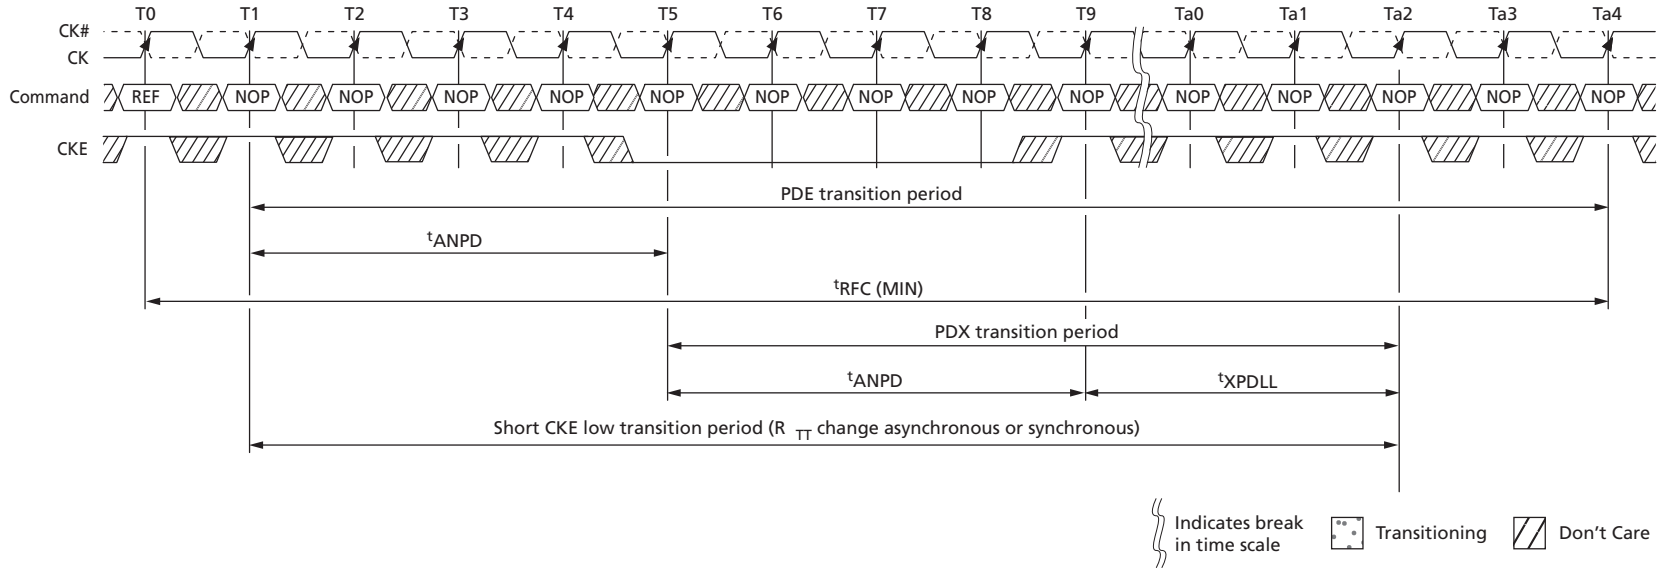 T0 T1 T2 T3 T4 T5 T6 T7 T8 T9 Ta0 Ta1 Ta2 Ta3 Ta4
CK#
CK
Command REF NOP NOP NOP NOP NOP NOP NOP NOP NOP NOP NOP NOP NOP NOP
CKE
PDE transition period
tANPD
tRFC (MIN)
PDX transition period
tANPD tXPDLL
Short CKE low transition period (R TT change asynchronous or synchronous)
Indicates break
in time scale
Transitioning
Don't Care